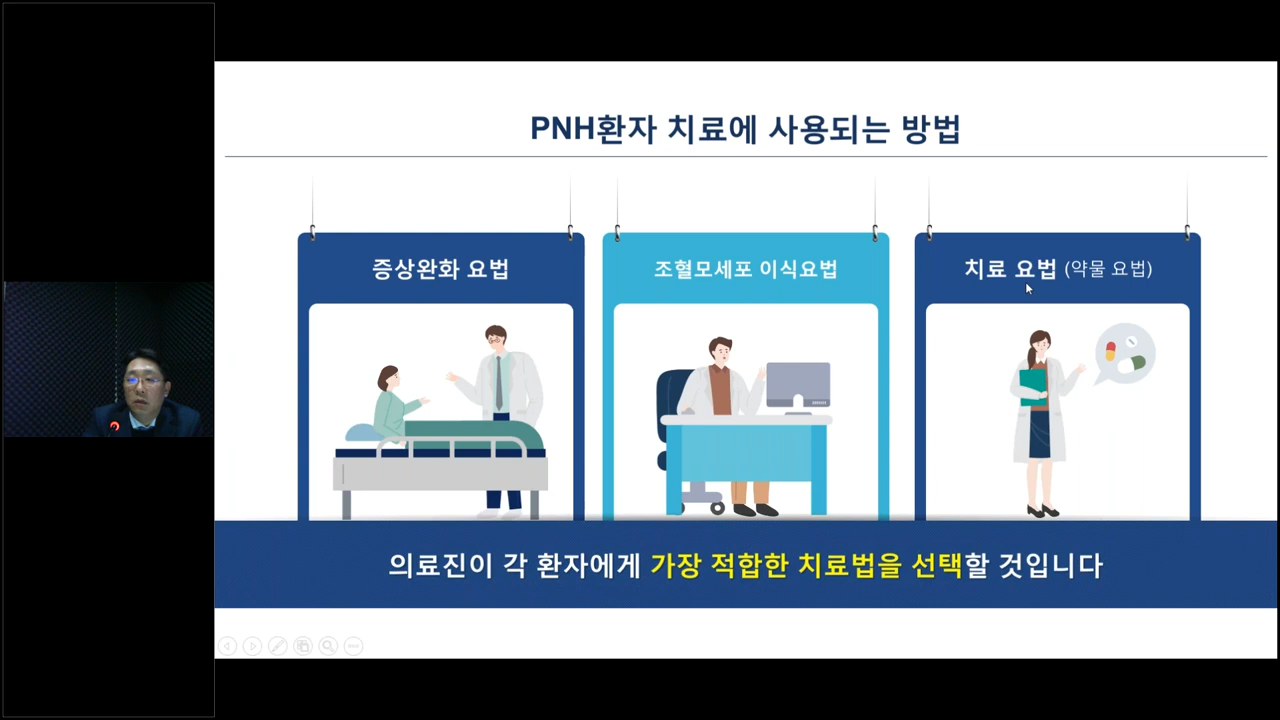 PNH환자 치료에 사용되는 방법
증상완화 요법
조혈모세포 이식요법
치료 요법 (약물 요법)
의료진이 각 환자에게 가장 적합한 치료법을 선택할 것입니다